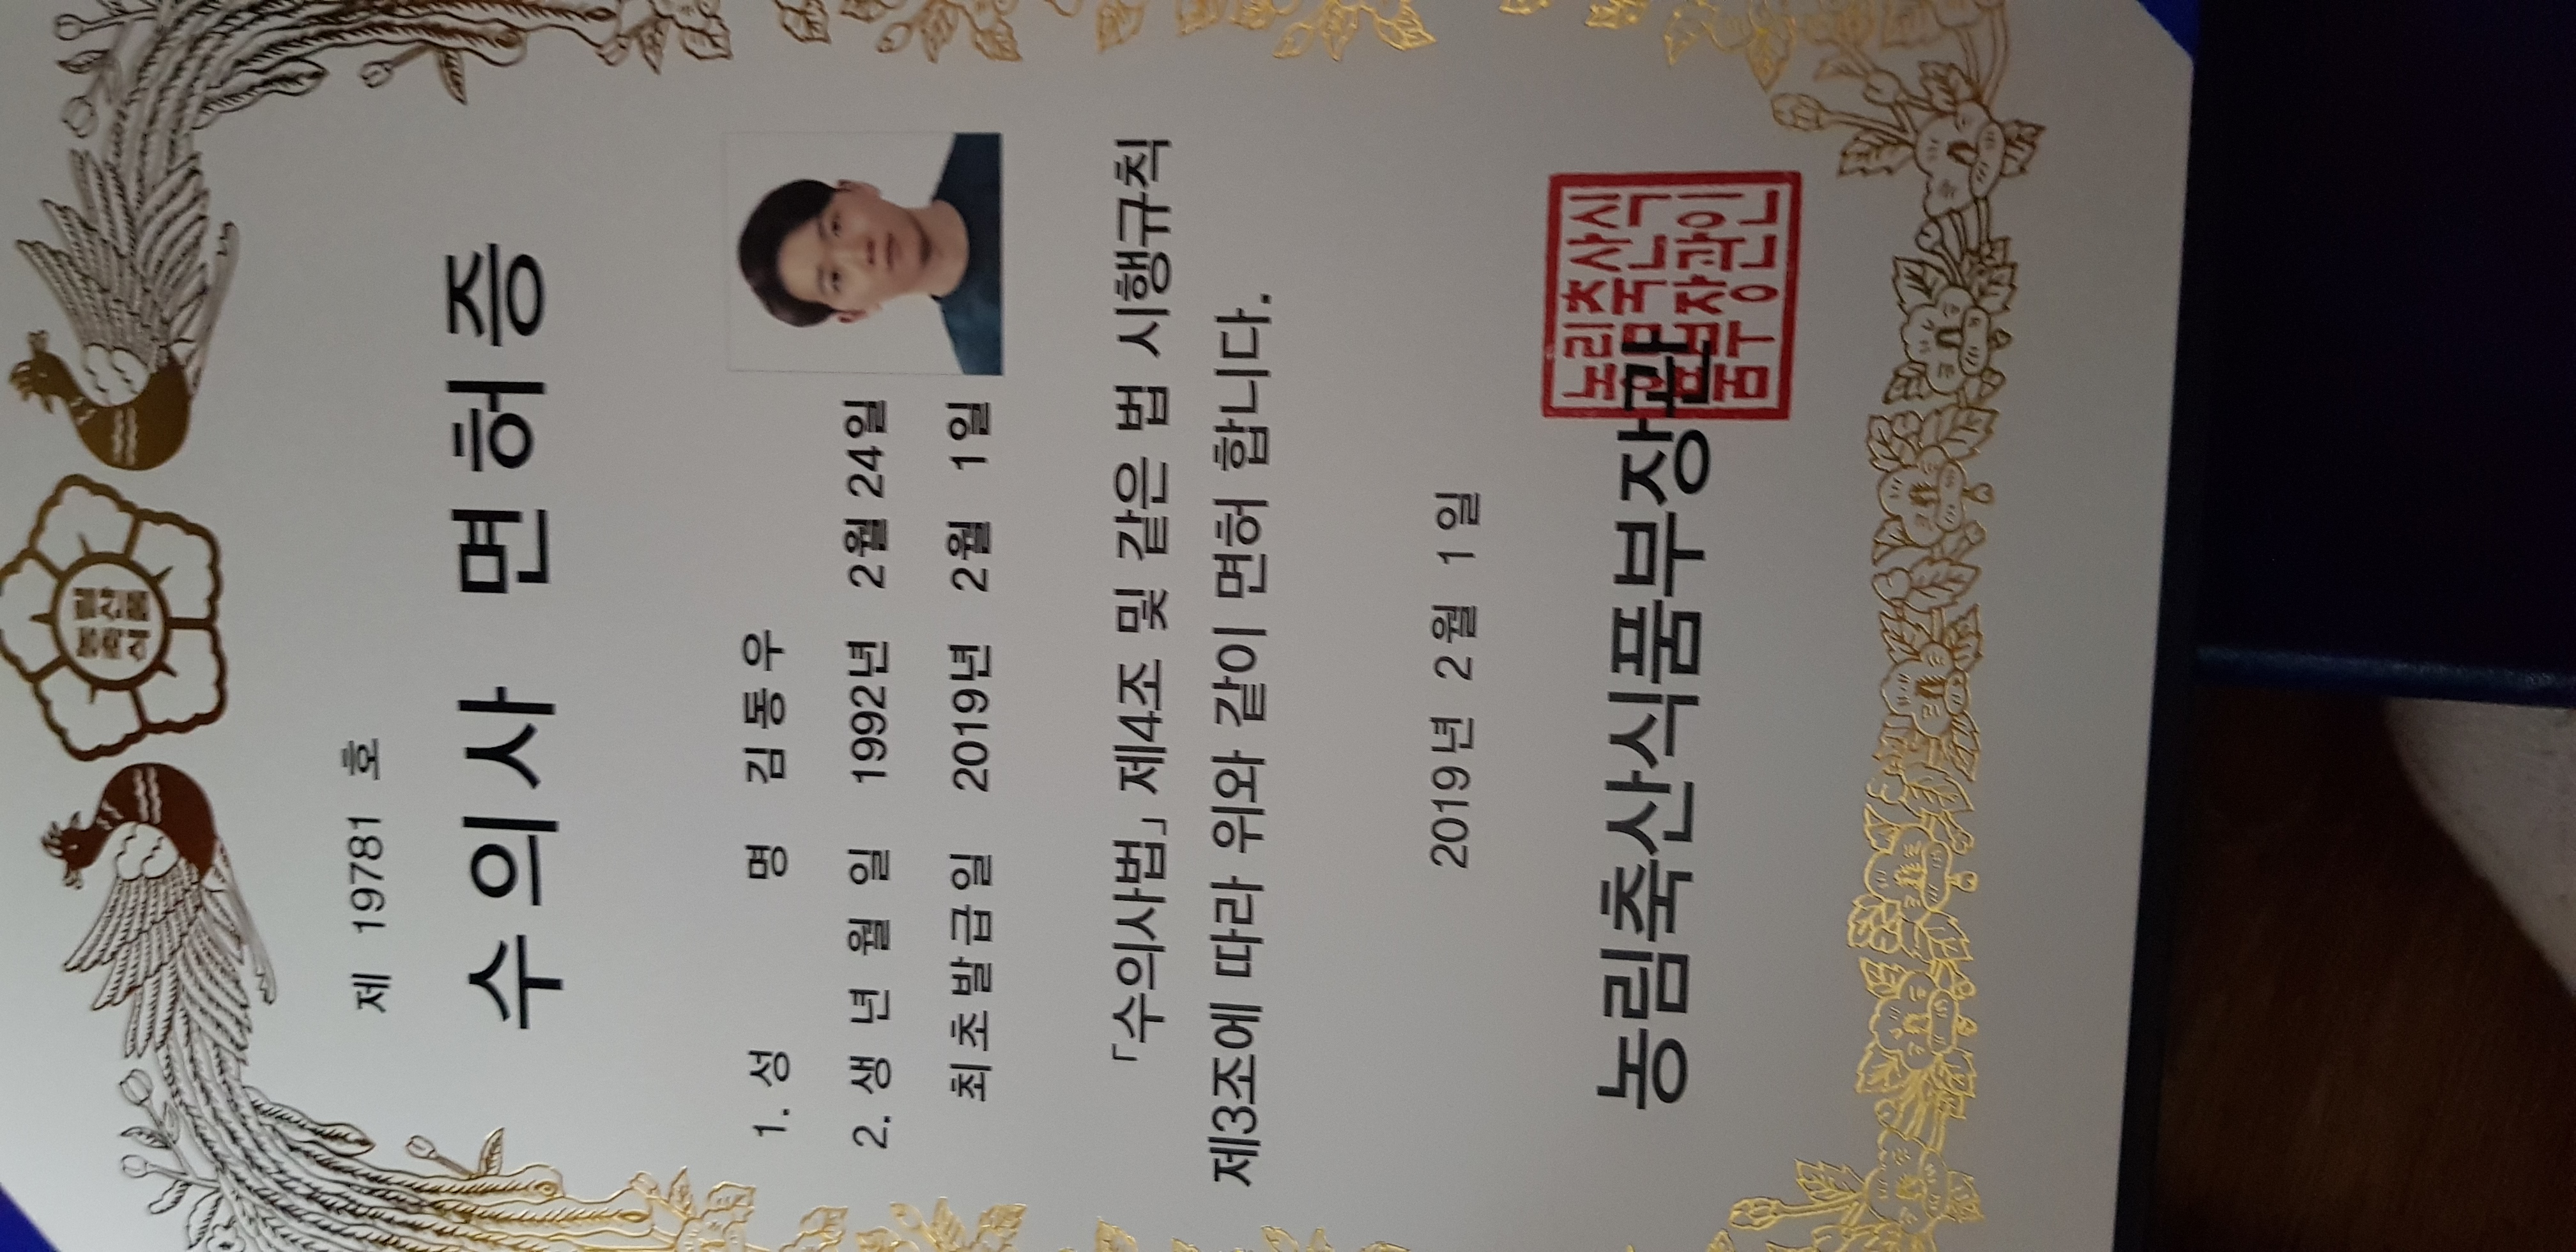 농림
축산
식품
제 19781 호
수의사 면허증
1. 성 명 김동우
2. 생년월일 1992년 2월 24일
최초발급일 2019년 2월 1일
「수의사법」 제4조 및 같은 법 시행규칙
제3조에 따라 위와 같이 면허 합니다.
2019년 2월 1일
농림축산식품부장관
농림축산식
품부장관인